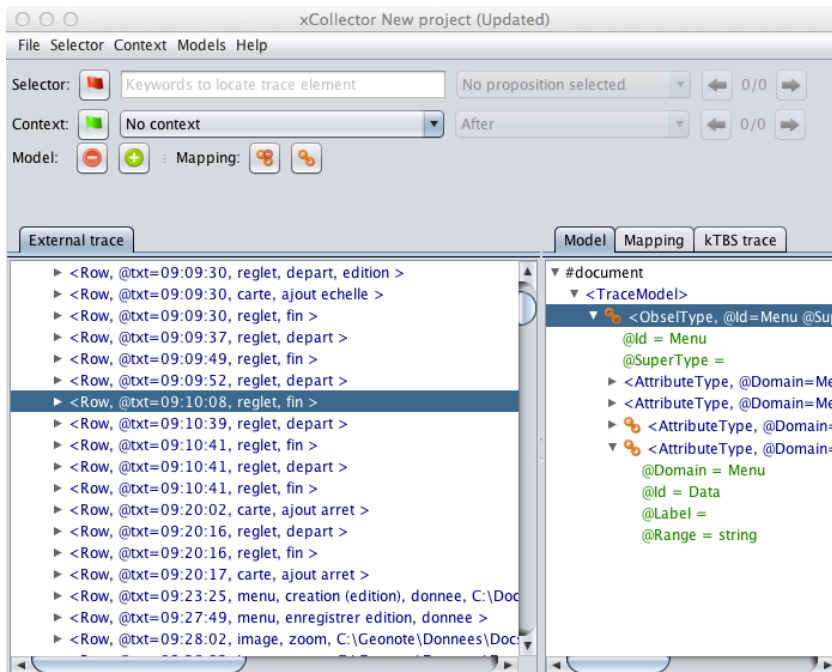 xCollector New project (Updated)
File Selector Context Models Help
Selector: Keywords to locate trace element No proposition selected 0/0
Context: No context After 0/0
Model: Mapping:
External trace
<Row, @txt=09:09:30, reglet, depart, edition >
<Row, @txt=09:09:30, carte, ajout echelle >
<Row, @txt=09:09:30, reglet, fin >
<Row, @txt=09:09:37, reglet, depart >
<Row, @txt=09:09:49, reglet, fin >
<Row, @txt=09:09:52, reglet, depart >
<Row, @txt=09:10:08, reglet, fin >
<Row, @txt=09:10:39, reglet, depart >
<Row, @txt=09:10:41, reglet, fin >
<Row, @txt=09:10:41, reglet, depart >
<Row, @txt=09:10:41, reglet, fin >
<Row, @txt=09:20:02, carte, ajout arret >
<Row, @txt=09:20:16, reglet, depart >
<Row, @txt=09:20:16, reglet, fin >
<Row, @txt=09:20:17, carte, ajout arret >
<Row, @txt=09:23:25, menu, creation (edition), donnee, C:\Doc
<Row, @txt=09:27:49, menu, enregistrer edition, donnee >
<Row, @txt=09:28:02, image, zoom, C:\Geonote\Donnees\Docs
Model Mapping kTBS trace
#document
<TraceModel>
<ObselType, @Id=Menu @Sup
@Id = Menu
@SuperType =
<AttributeType, @Domain=Me
<AttributeType, @Domain=Me
<AttributeType, @Domain=
<AttributeType, @Domain=
@Domain = Menu
@Id = Data
@Label =
@Range = string